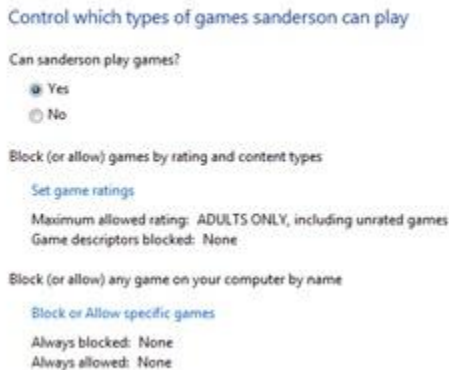 Control which types of games sanderson can play
Can sanderson play games?
Yes
No
Block (or allow) games by rating and content types
Set game ratings
Maximum allowed rating: ADULTS ONLY, including unrated games
Game descriptors blocked: None
Block (or allow) any game on your computer by name
Block or Allow specific games
Always blocked: None
Always allowed: None